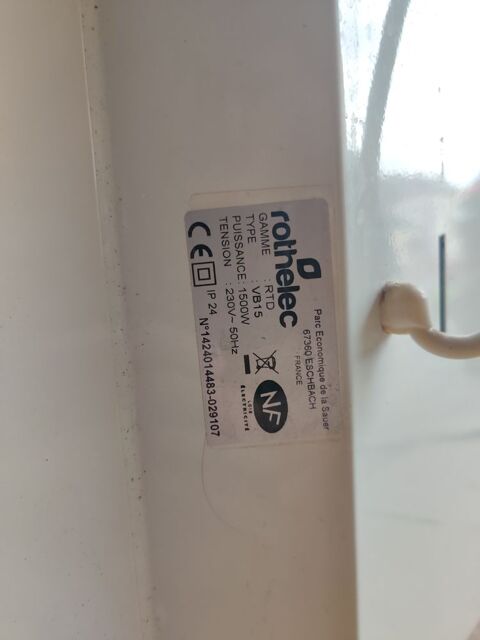 rothelec
Parc Economique de la Sauer
67360 ESCHBACH
FRANCE
GAMME : RTD
TYPE : VB15
PUISSANCE: 1500W
TENSION : 230V~ 50Hz
NF
ÉLECTRICITÉ
CE IP 24
N°1424014483-029107